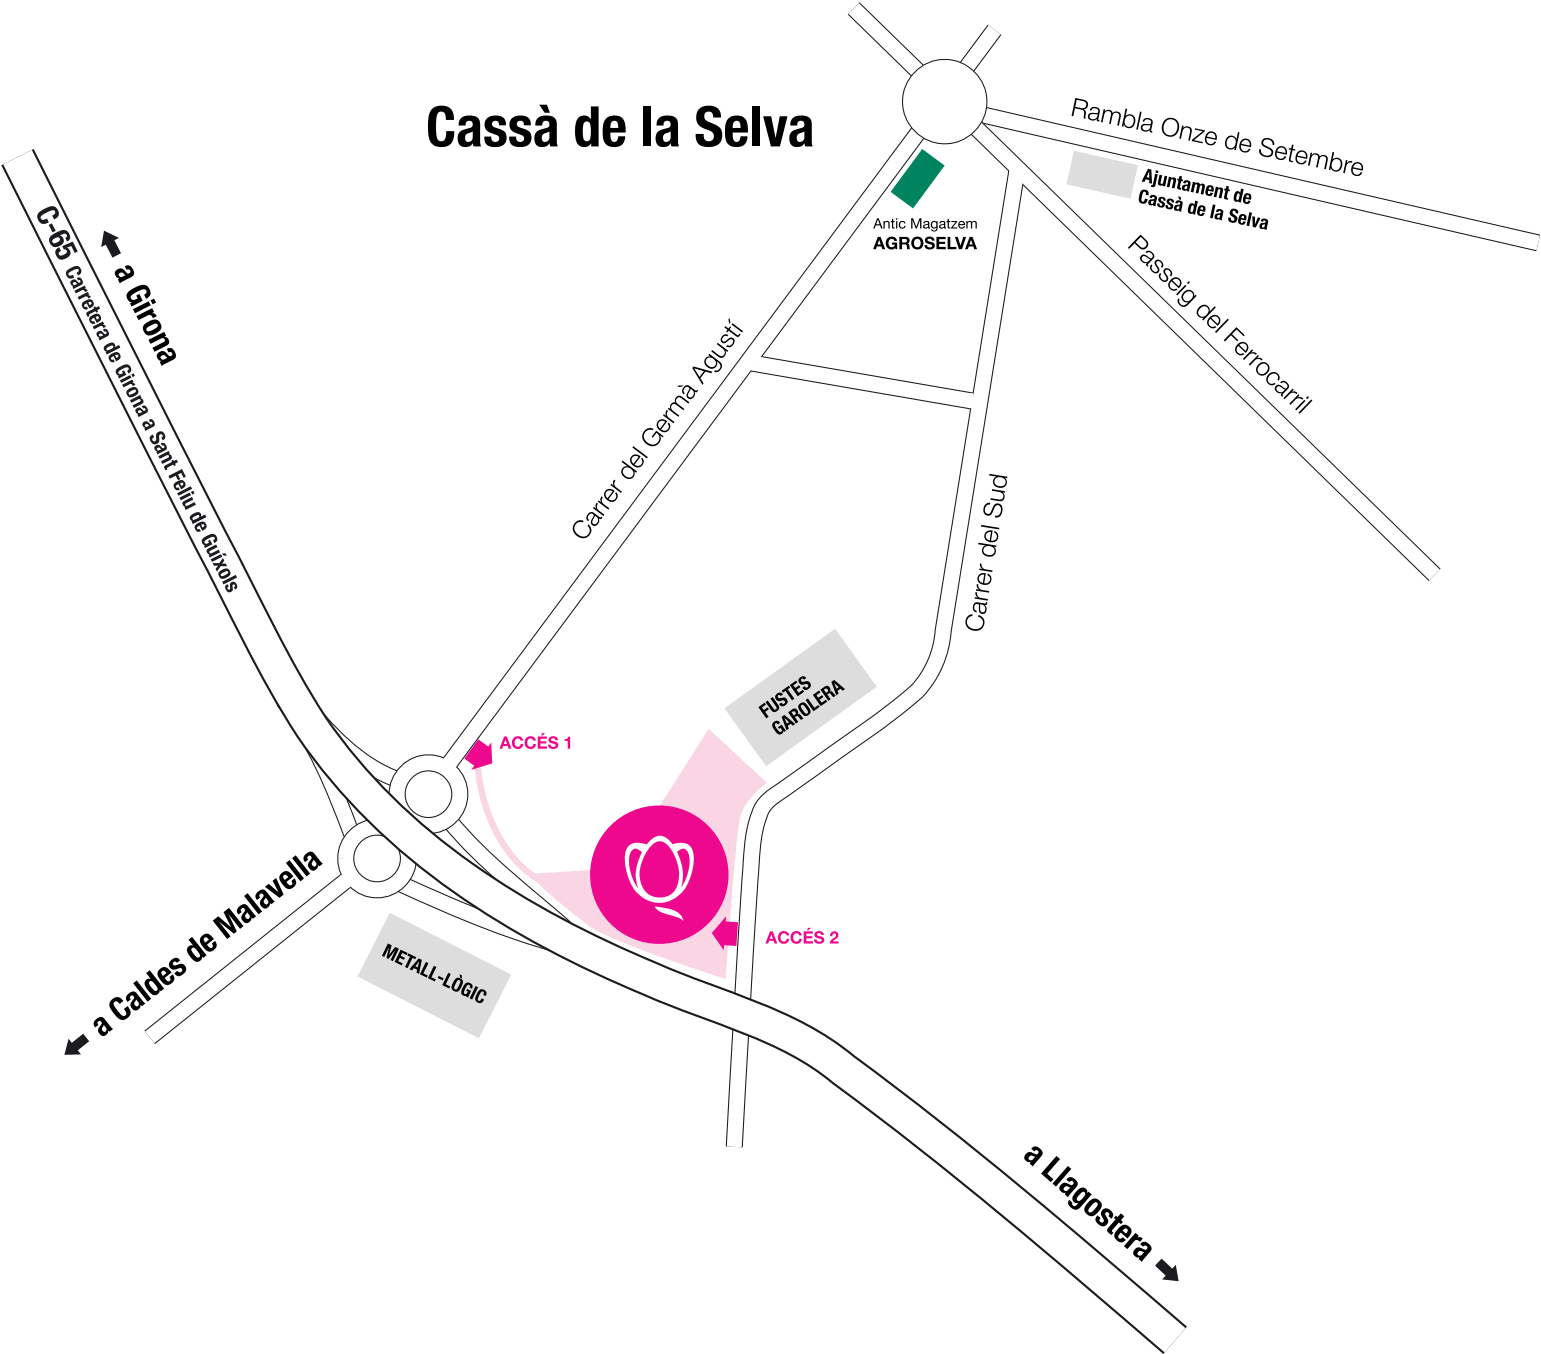 Cassà de la Selva
Rambla Onze de Setembre
Ajuntament de
Cassà de la Selva
Antic Magatzem
AGROSELVA
Passeig del Ferrocarril
C-65 Carretera de Girona a Sant Feliu de Guíxols
a Girona
Carrer del Germà Agustí
Carrer del Sud
FUSTES
GAROLERA
ACCÉS 1
ACCÉS 2
a Caldes de Malavella
METALL-LÒGIC
a Llagostera